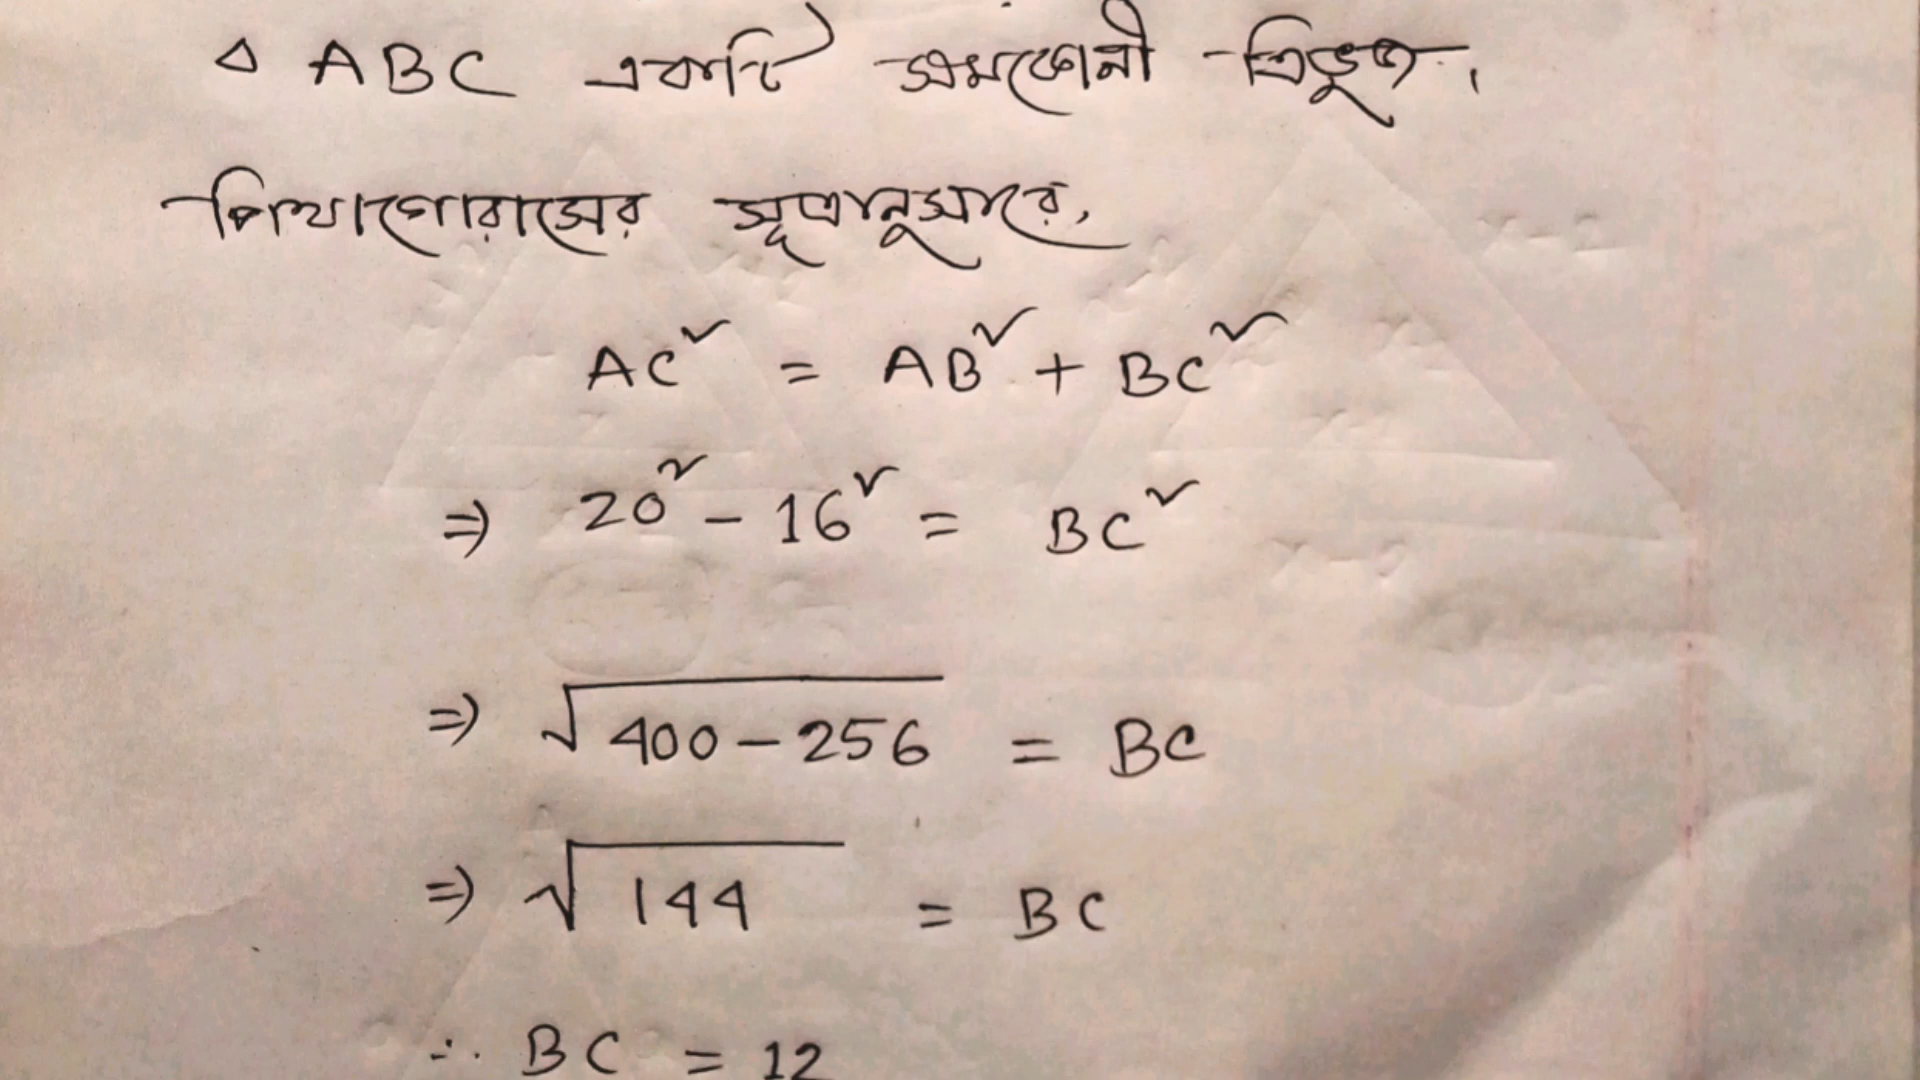 △ ABC একটি সমকোনী ত্রিভুজ।
পিথাগোরাসের সূত্রানুসারে,
AC² = AB² + BC²
⇒ 20² - 16² = BC²
⇒ √400 - 256 = BC
⇒ √144 = BC
∴ BC = 12